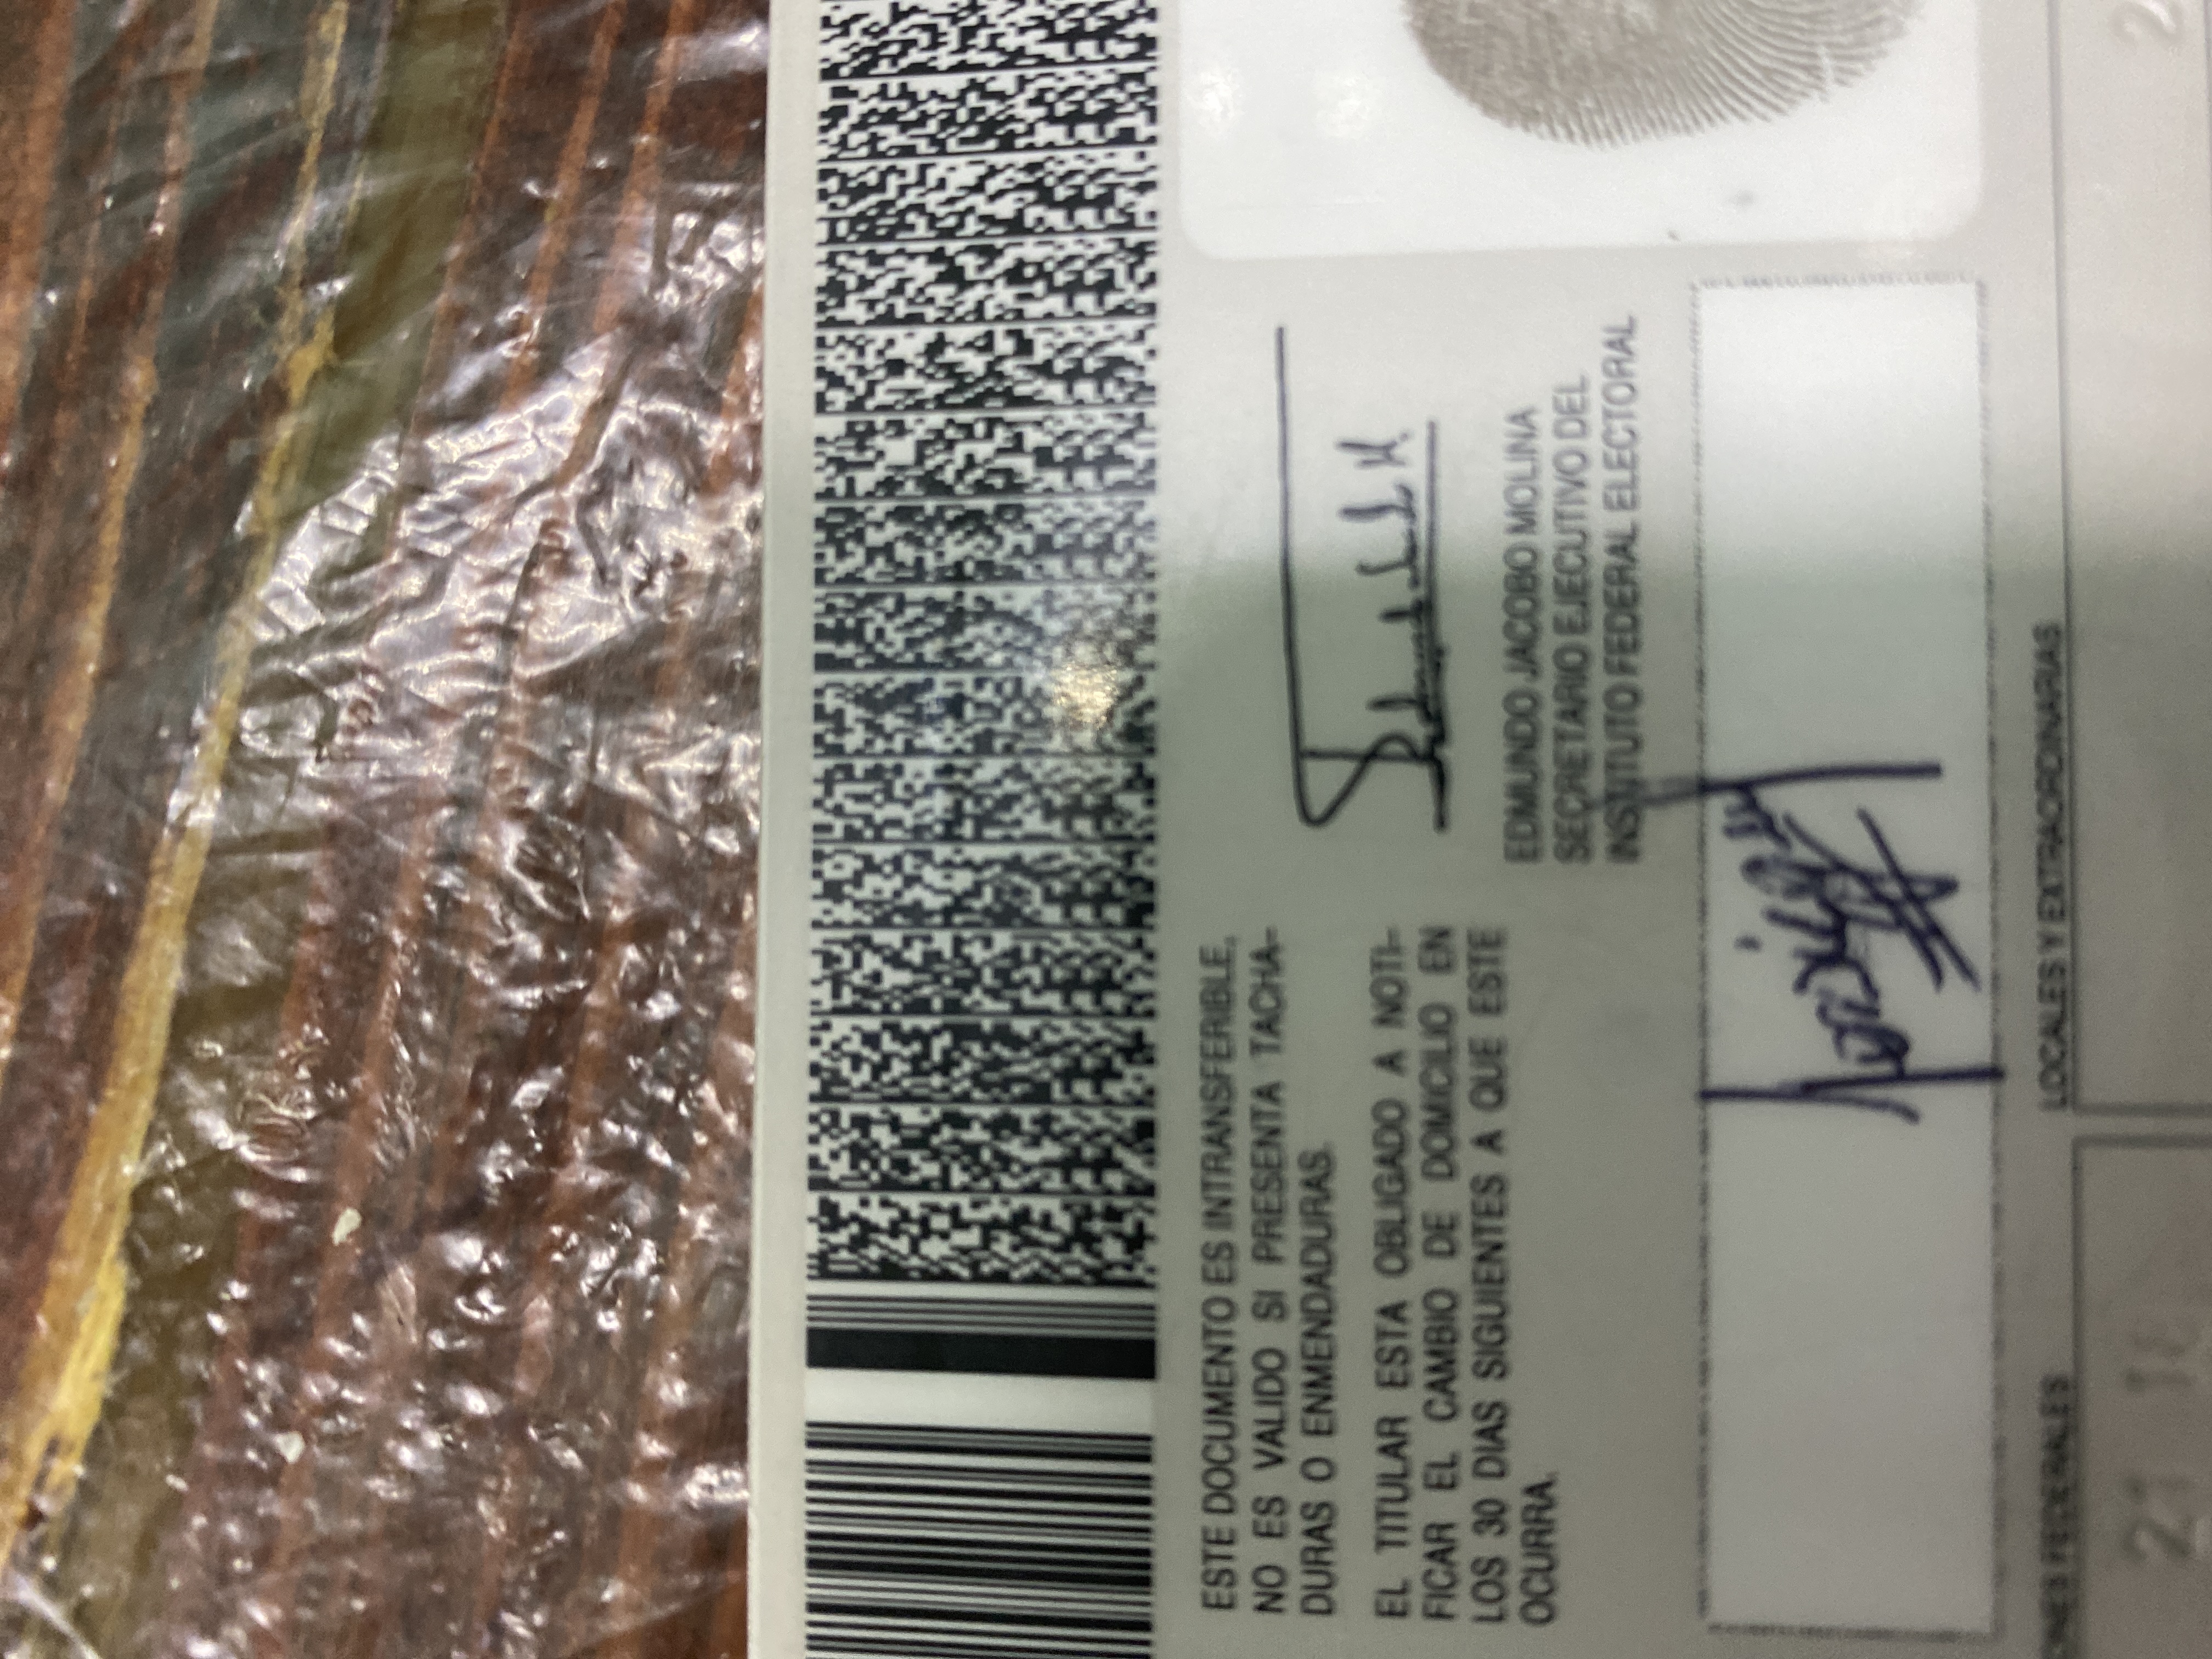 ESTE DOCUMENTO ES INTRANSFERIBLE.
NO ES VALIDO SI PRESENTA TACHA-
DURAS O ENMENDADURAS.
EL TITULAR ESTA OBLIGADO A NOTI-
FICAR EL CAMBIO DE DOMICILIO EN
LOS 30 DIAS SIGUIENTES A QUE ESTE
OCURRA.
EDMUNDO JACOBO MOLINA
SECRETARIO EJECUTIVO DEL
INSTITUTO FEDERAL ELECTORAL
FEDERALES
LOCALES Y EXTRAORDINARIAS